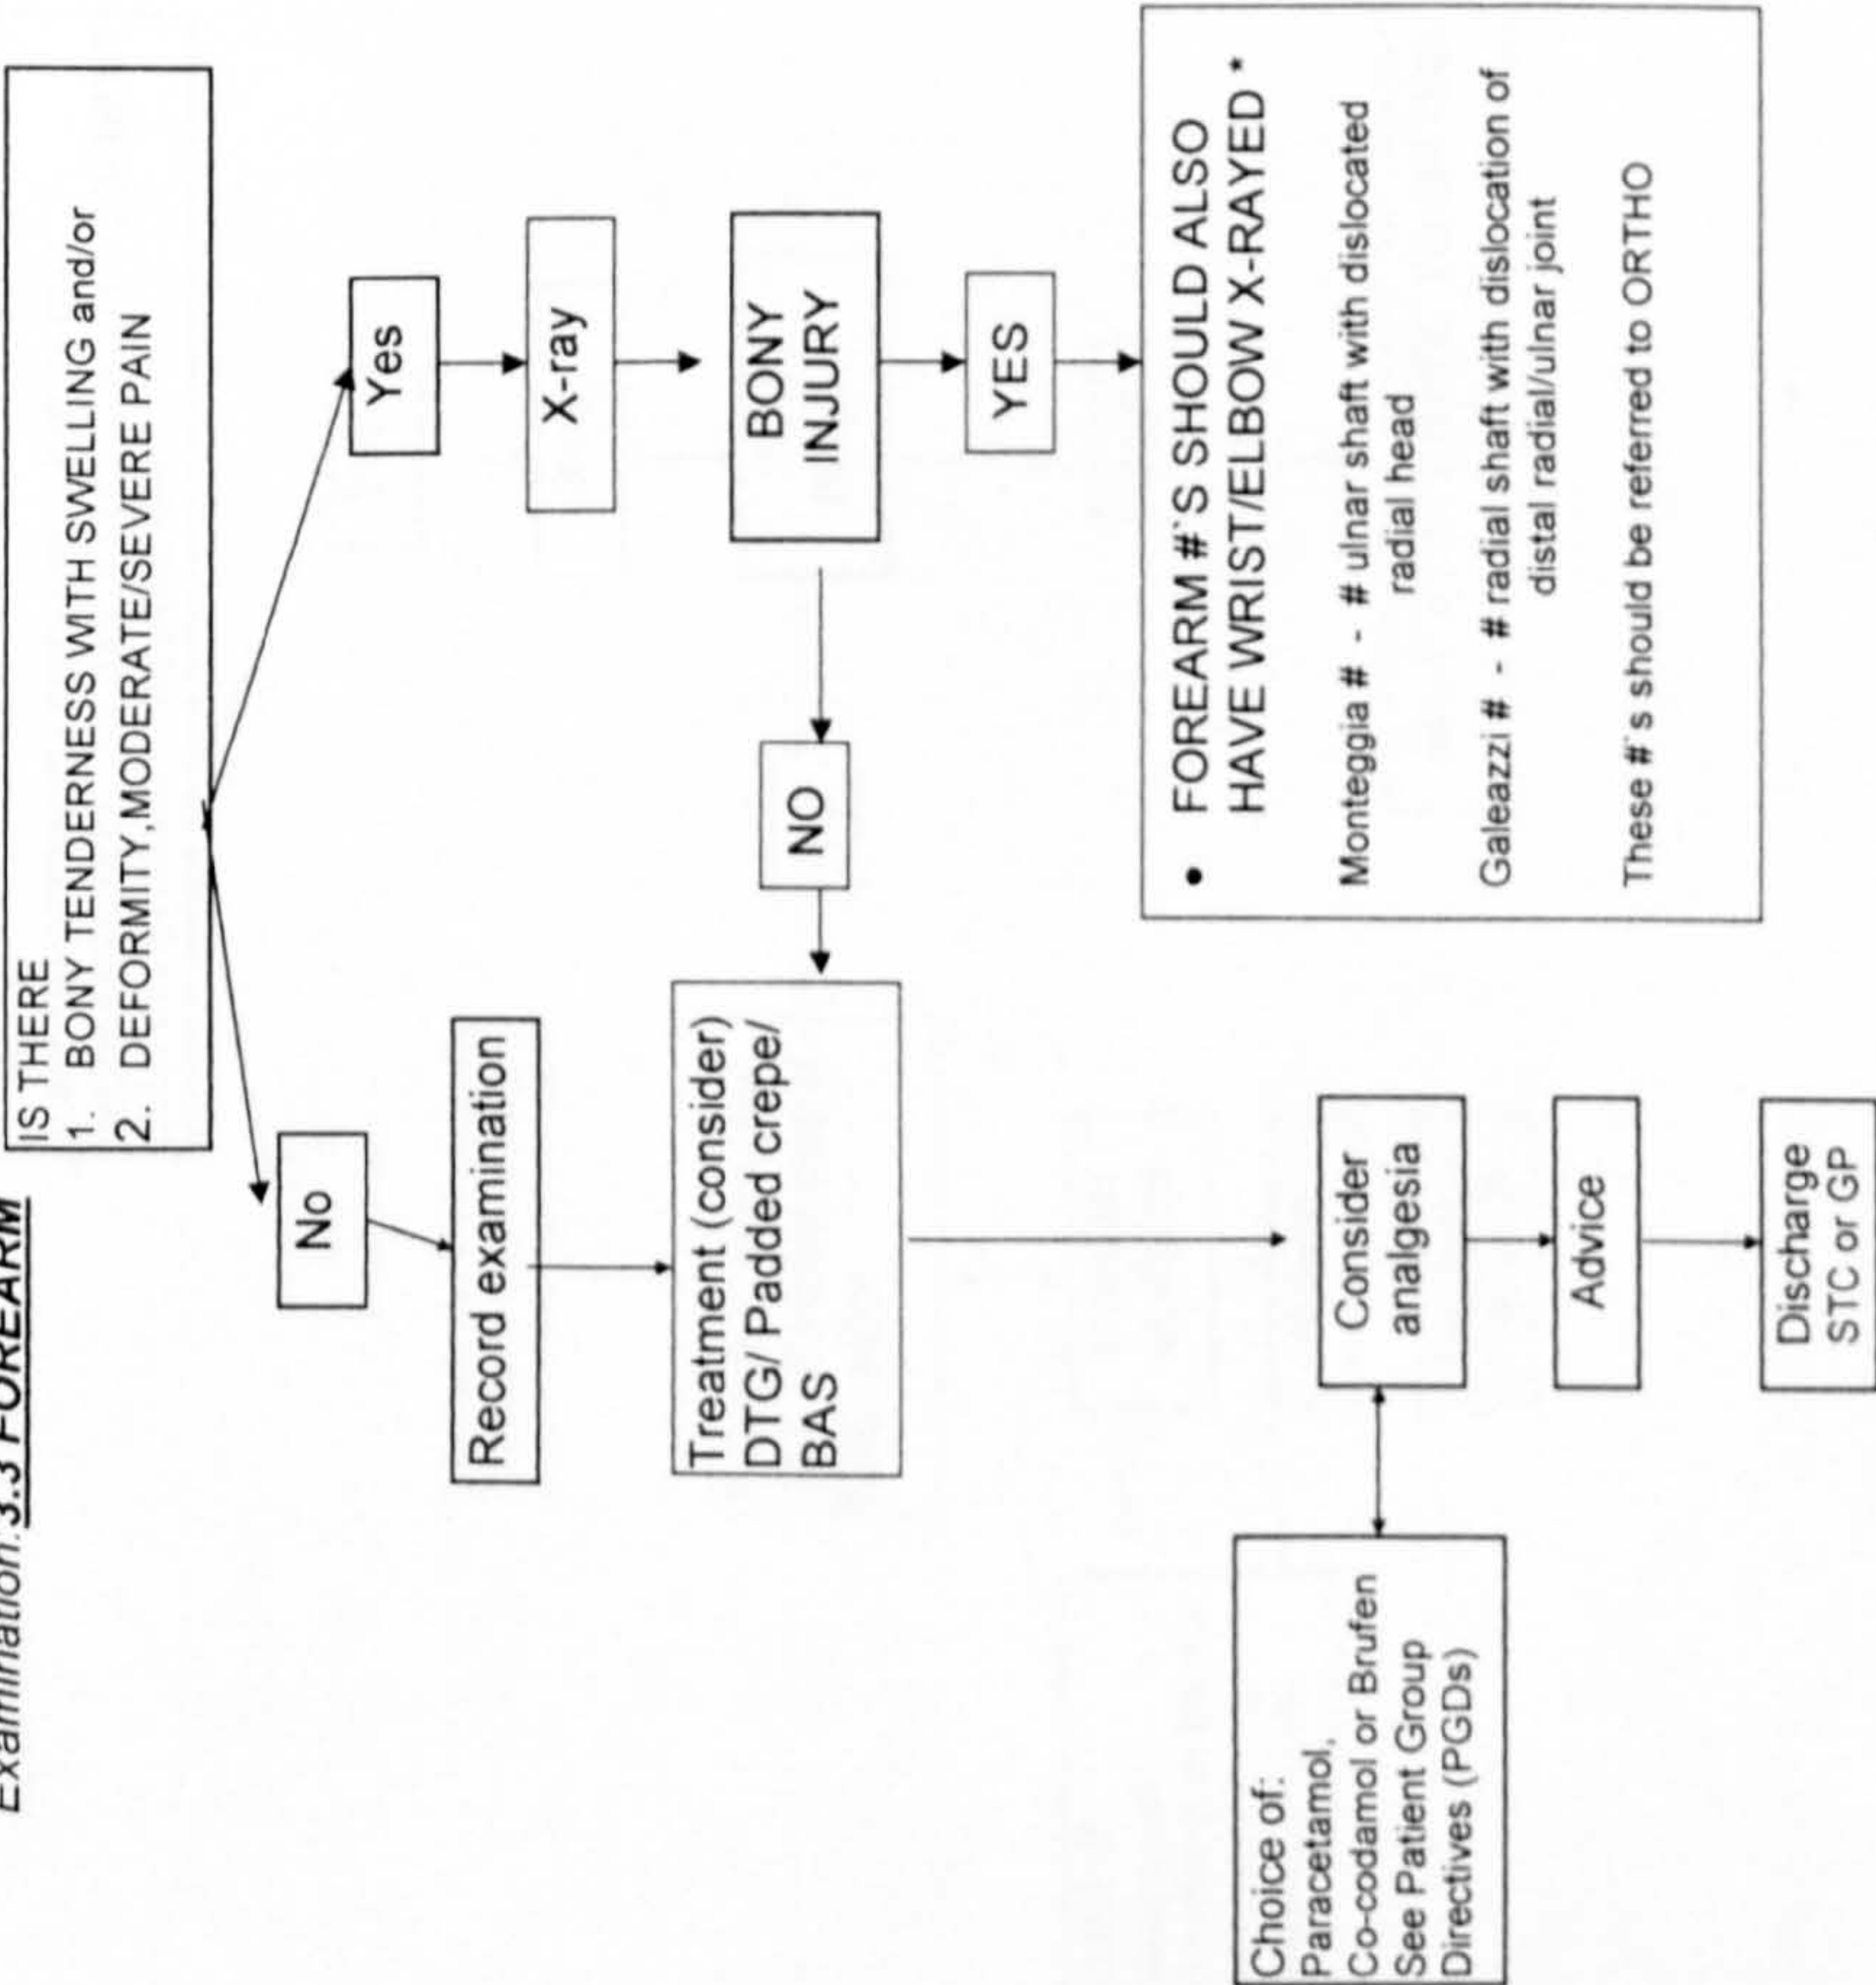 Examination: 3.3 FOREARM
IS THERE
1. BONY TENDERNESS WITH SWELLING and/or
2. DEFORMITY,MODERATE/SEVERE PAIN
No
Yes
Record examination
X-ray
Treatment (consider)
DTG/ Padded crepe/
BAS
NO
BONY
INJURY
YES
• FOREARM #`S SHOULD ALSO
HAVE WRIST/ELBOW X-RAYED *
Monteggia # - # ulnar shaft with dislocated
radial head
Galeazzi # - # radial shaft with dislocation of
distal radial/ulnar joint
These #`s should be referred to ORTHO
Choice of:
Paracetamol,
Co-codamol or Brufen
See Patient Group
Directives (PGDs)
Consider
analgesia
Advice
Discharge
STC or GP